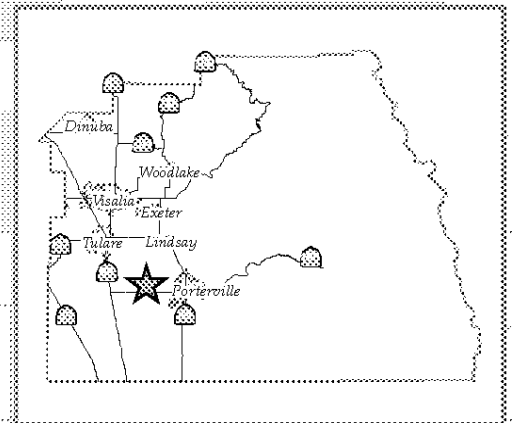 Dinuba
Woodlake
Visalia
Exeter
Tulare
Lindsay
Porterville